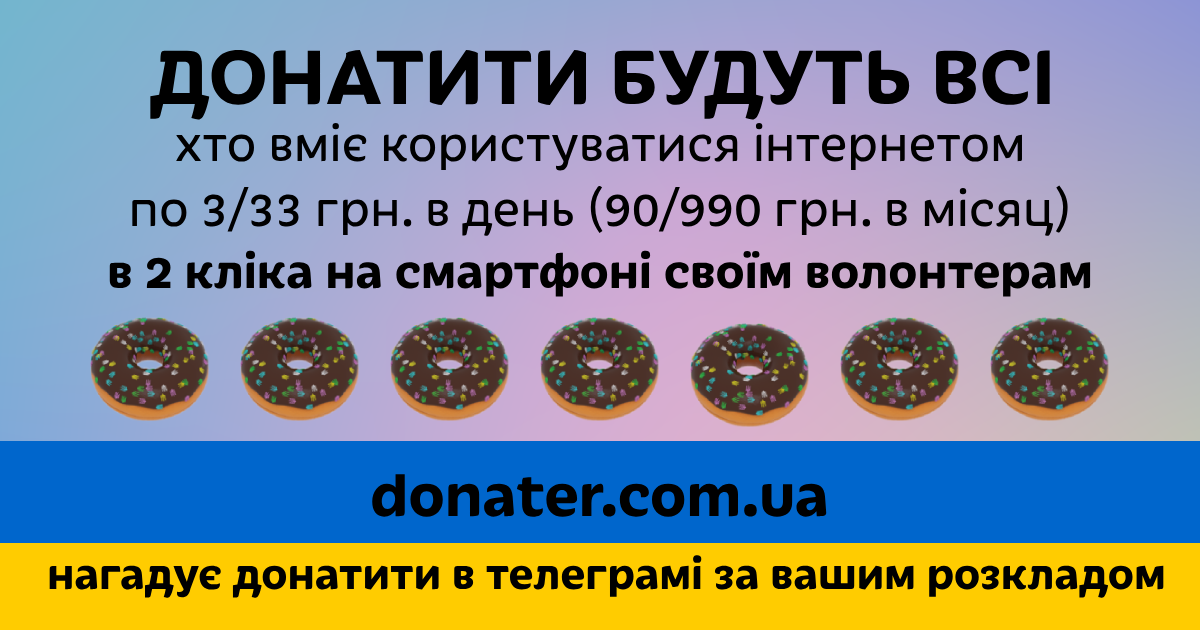 ДОНАТИТИ БУДУТЬ ВСІ
хто вміє користуватися інтернетом
по 3/33 грн. в день (90/990 грн. в місяц)
в 2 кліка на смартфоні своїм волонтерам
donater.com.ua
нагадує донатити в телеграмі за вашим розкладом